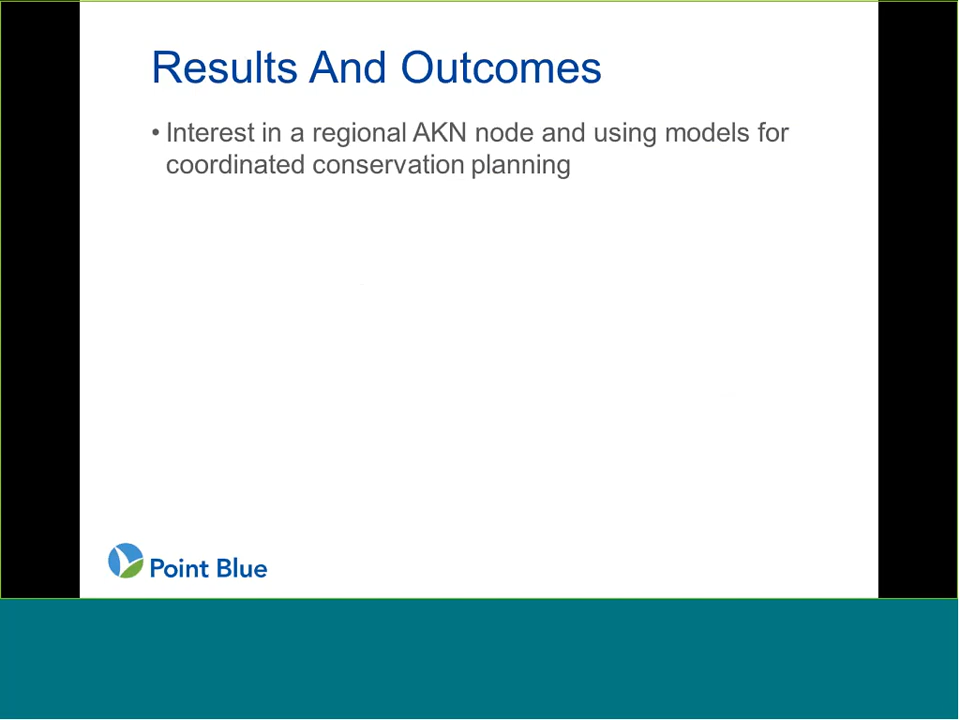 Results And Outcomes
• Interest in a regional AKN node and using models for
coordinated conservation planning
Point Blue